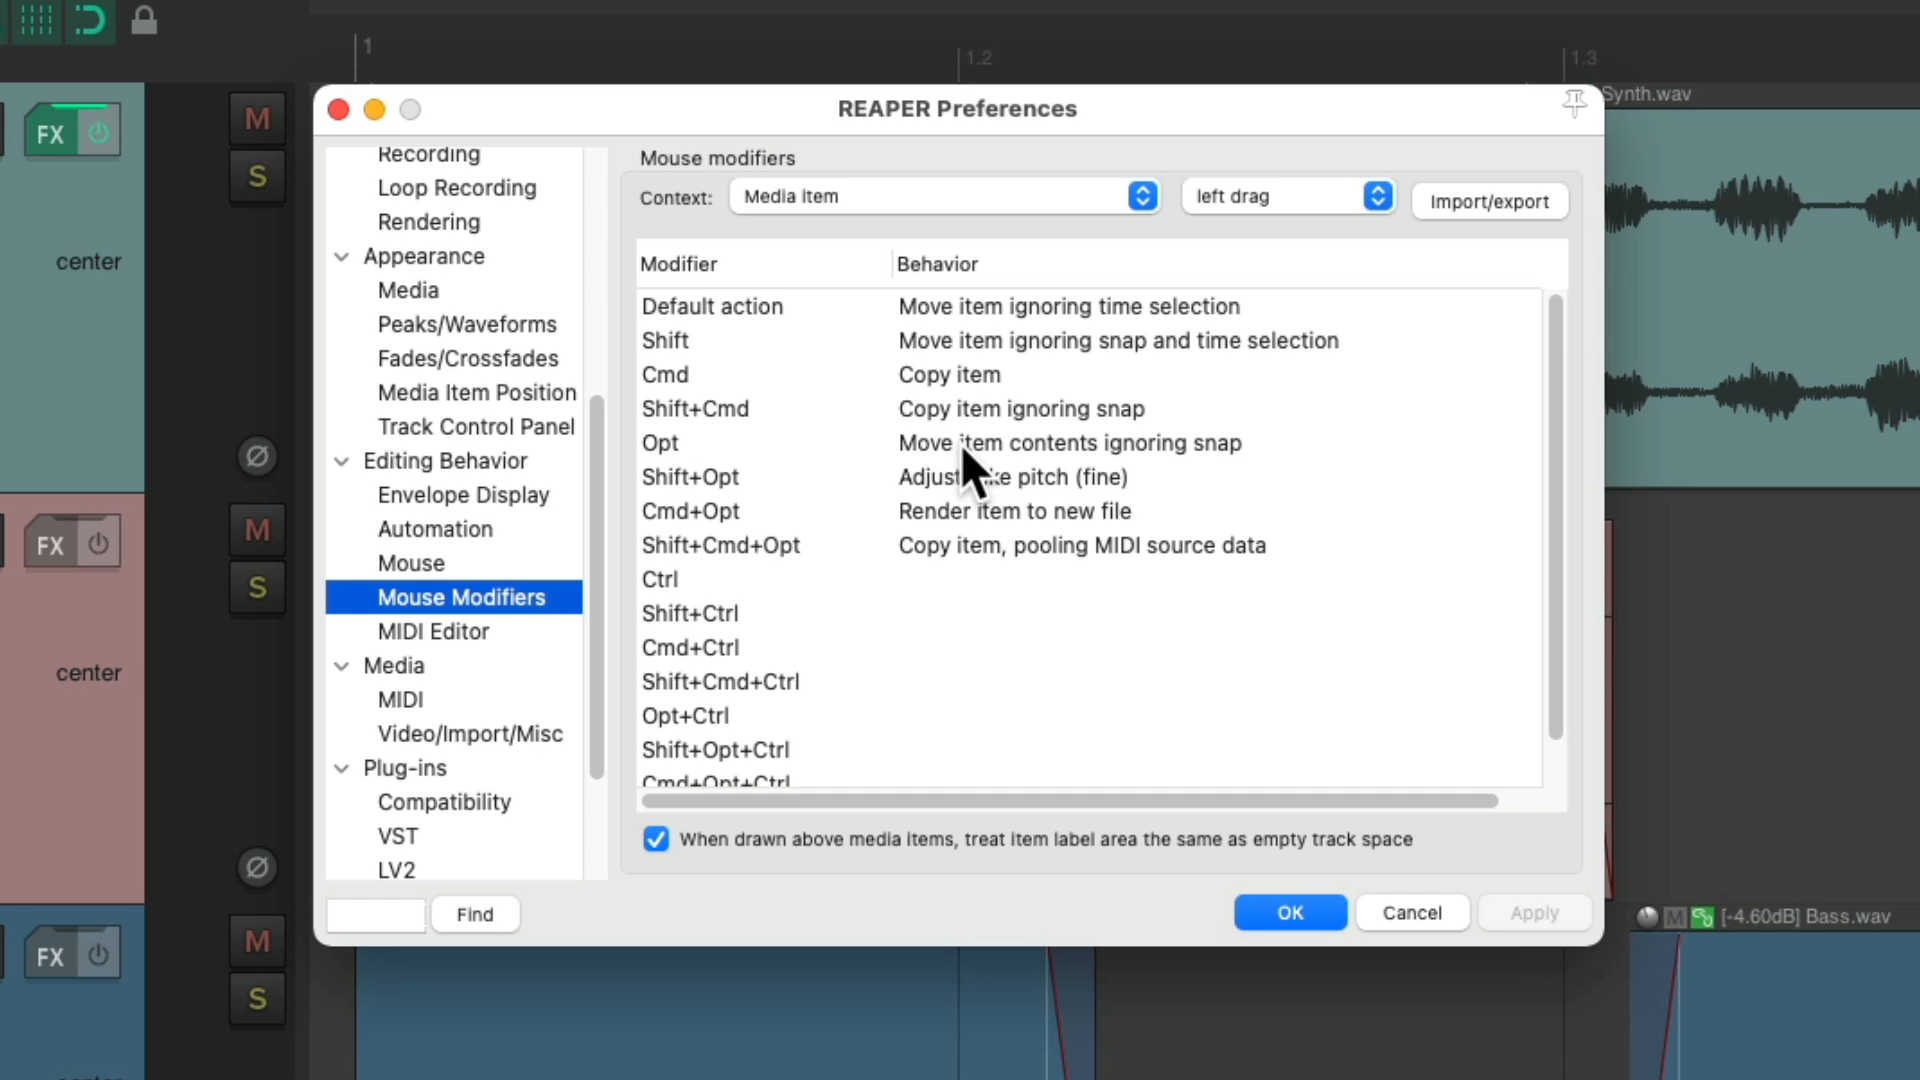 1
1.2
1.3
Synth.wav
FX
M
S
center
FX
M
S
center
FX
M
S
[-4.60dB] Bass.wav
M
REAPER Preferences
Recording
Loop Recording
Rendering
Appearance
Media
Peaks/Waveforms
Fades/Crossfades
Media Item Position
Track Control Panel
Editing Behavior
Envelope Display
Automation
Mouse
Mouse Modifiers
MIDI Editor
Media
MIDI
Video/Import/Misc
Plug-ins
Compatibility
VST
LV2
Find
Mouse modifiers
Context: Media item left drag Import/export
Modifier Behavior
Default action Move item ignoring time selection
Shift Move item ignoring snap and time selection
Cmd Copy item
Shift+Cmd Copy item ignoring snap
Opt Move item contents ignoring snap
Shift+Opt pitch (fine)
Cmd+Opt Render item to new file
Shift+Cmd+Opt Copy item, pooling MIDI source data
Ctrl
Shift+Ctrl
Cmd+Ctrl
Shift+Cmd+Ctrl
Opt+Ctrl
Shift+Opt+Ctrl
Cmd+Opt+Ctrl
When drawn above media items, treat item label area the same as empty track space
OK Cancel Apply